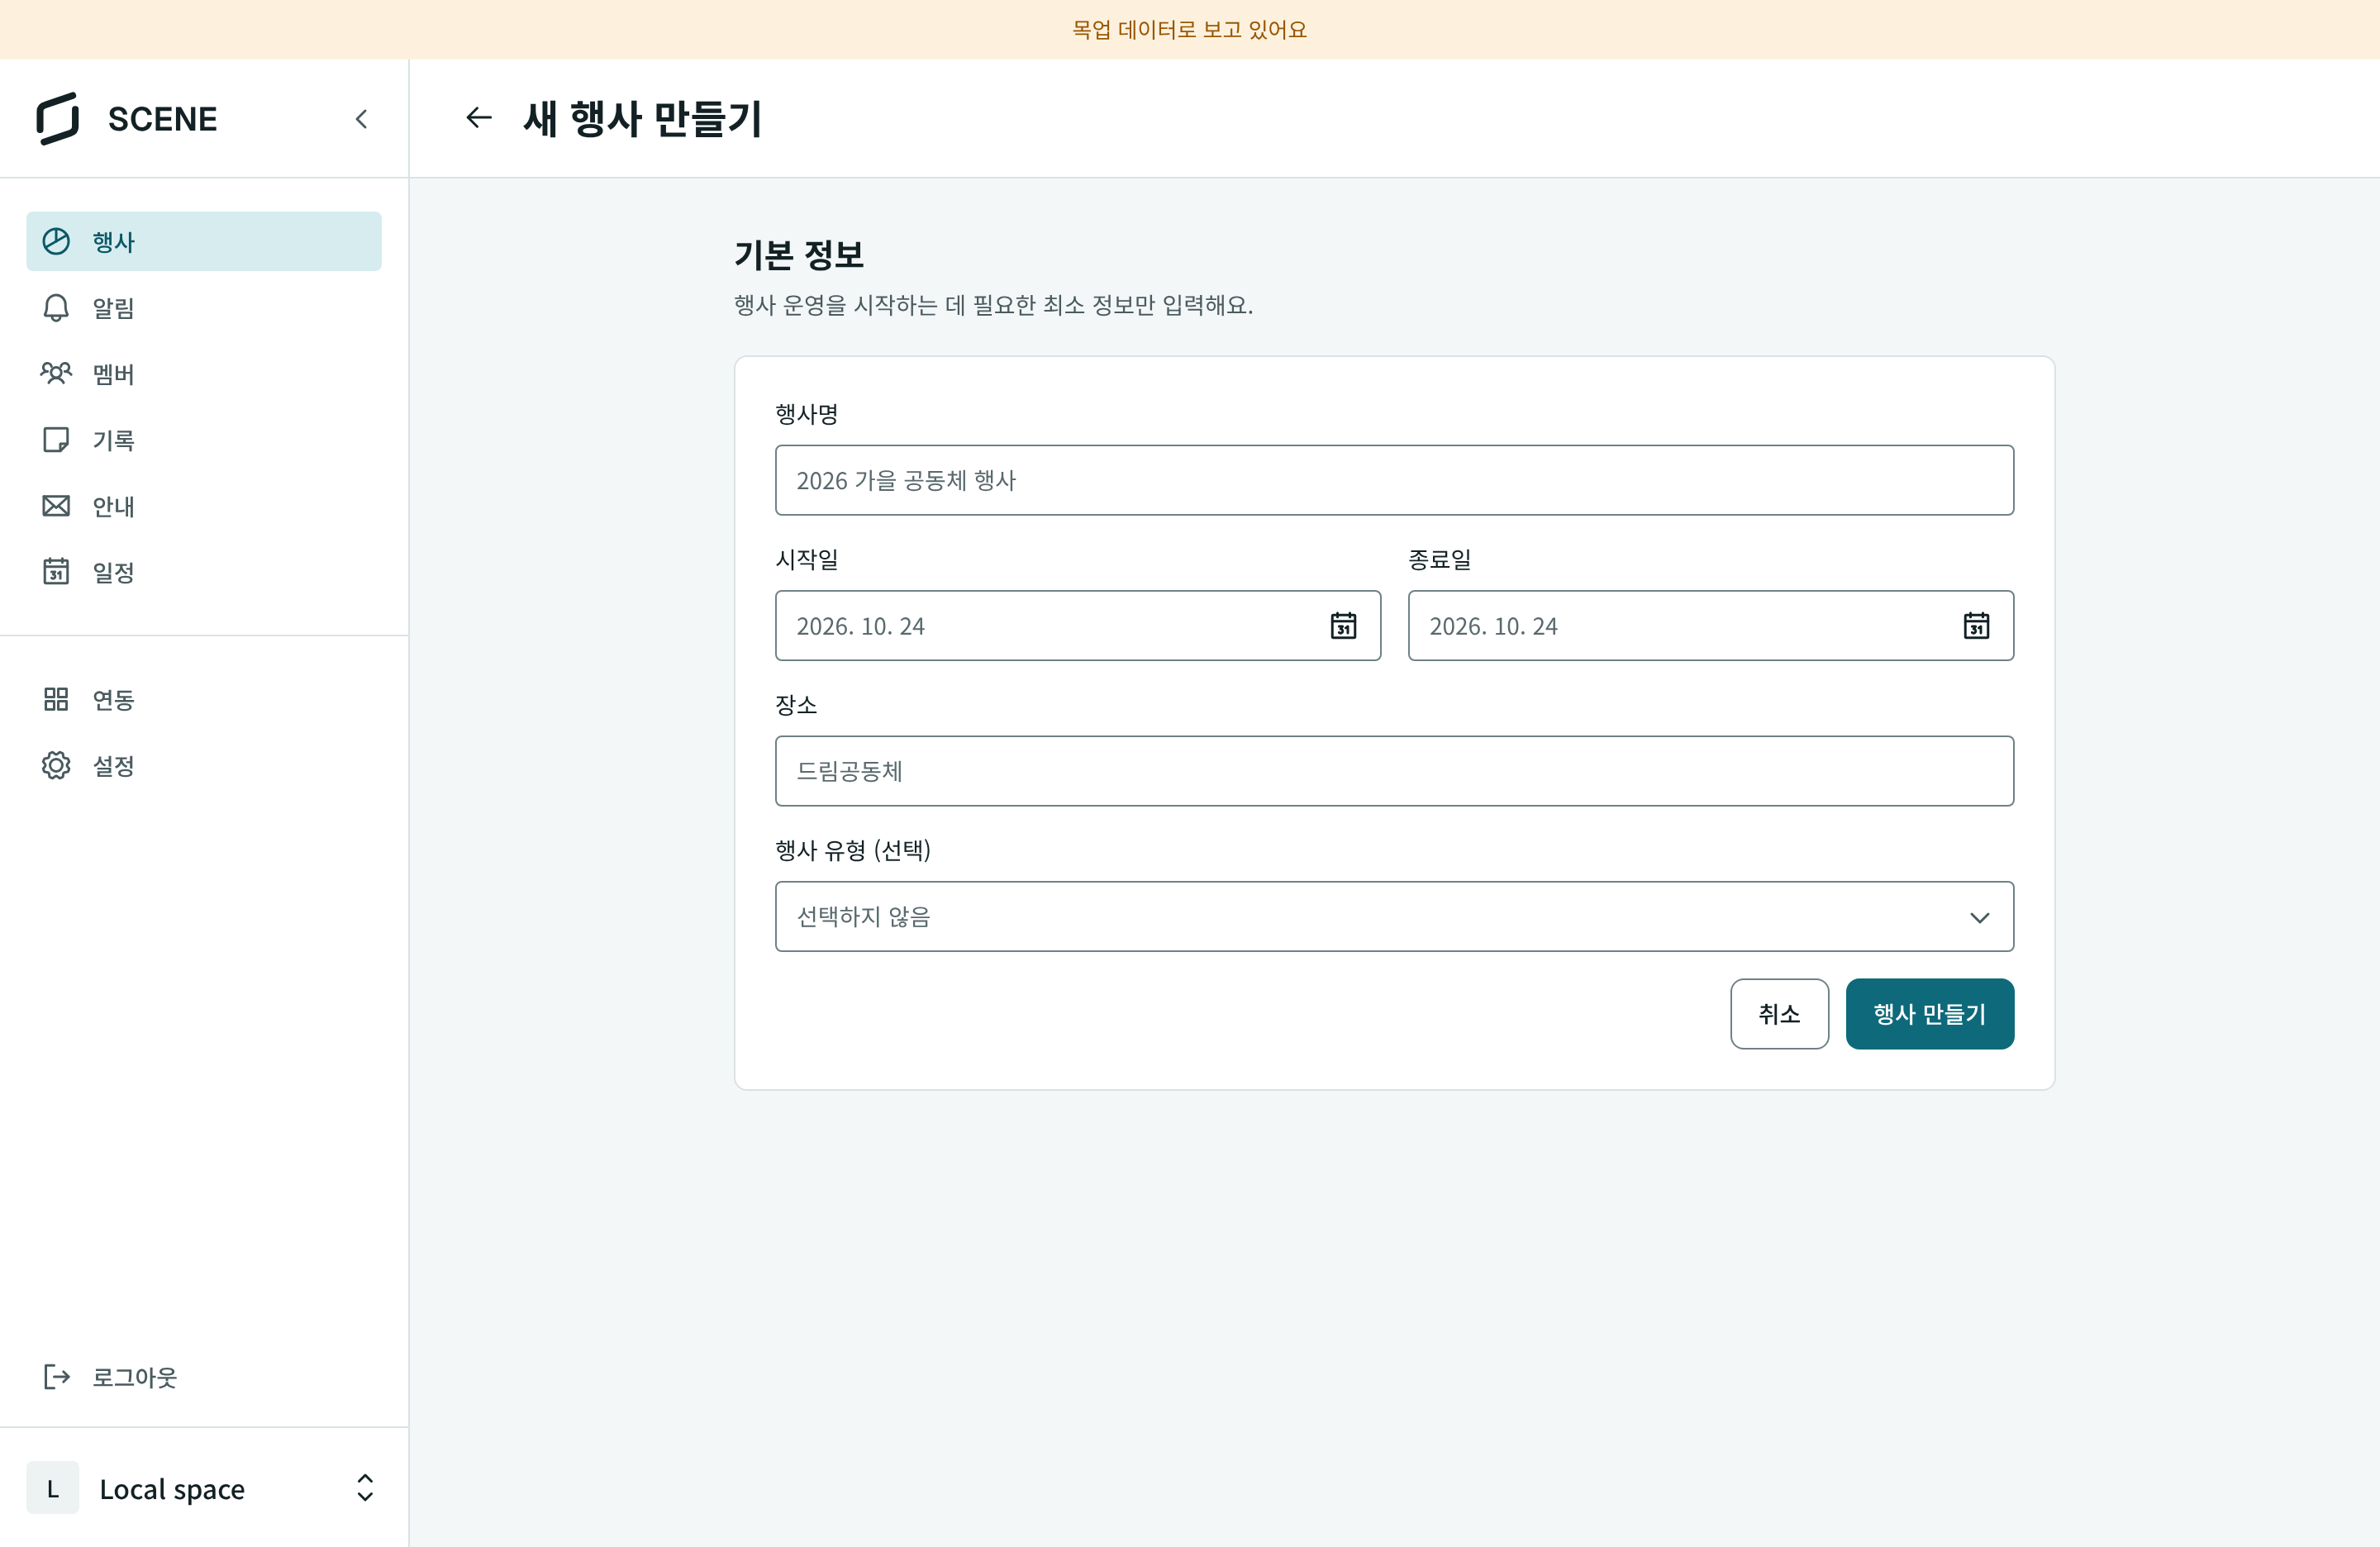 목업 데이터로 보고 있어요
SCENE
새 행사 만들기
행사
알림
멤버
기록
안내
31 일정
연동
설정
로그아웃
L Local space
기본 정보
행사 운영을 시작하는 데 필요한 최소 정보만 입력해요.
행사명
2026 가을 공동체 행사
시작일 종료일
2026. 10. 24 31 2026. 10. 24 31
장소
드림공동체
행사 유형 (선택)
선택하지 않음
취소 행사 만들기